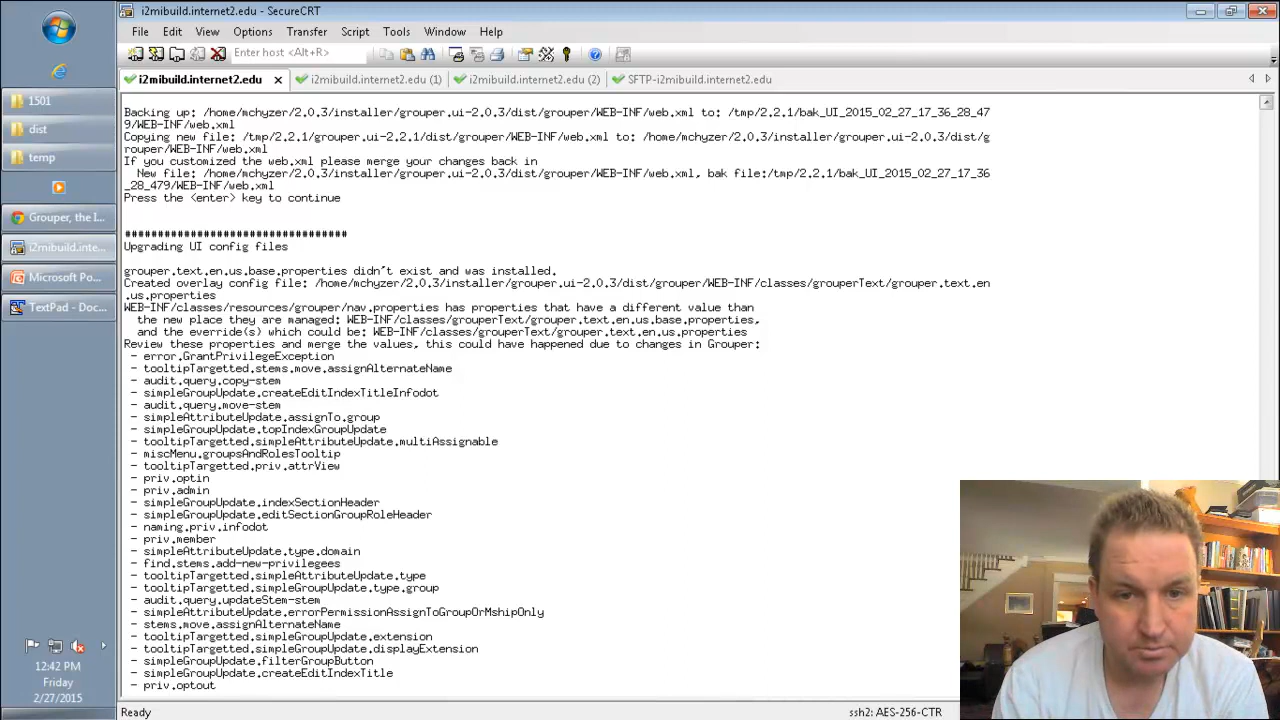 i2mibuild.internet2.edu - SecureCRT
File Edit View Options Transfer Script Tools Window Help
Enter host <Alt+R>
i2mibuild.internet2.edu i2mibuild.internet2.edu (1) i2mibuild.internet2.edu (2) SFTP-i2mibuild.internet2.edu
1501
dist
temp
Grouper, the I...
i2mibuild.inte...
Microsoft Po...
TextPad - Doc...
12:42 PM
Friday
2/27/2015
Backing up: /home/mchyzer/2.0.3/installer/grouper.ui-2.0.3/dist/grouper/WEB-INF/web.xml to: /tmp/2.2.1/bak_UI_2015_02_27_17_36_28_47
9/WEB-INF/web.xml
Copying new file: /tmp/2.2.1/grouper.ui-2.2.1/dist/grouper/WEB-INF/web.xml to: /home/mchyzer/2.0.3/installer/grouper.ui-2.0.3/dist/g
rouper/WEB-INF/web.xml
If you customized the web.xml please merge your changes back in
New file: /home/mchyzer/2.0.3/installer/grouper.ui-2.0.3/dist/grouper/WEB-INF/web.xml, bak file:/tmp/2.2.1/bak_UI_2015_02_27_17_36
_28_479/WEB-INF/web.xml
Press the <enter> key to continue
##################################
Upgrading UI config files
grouper.text.en.us.base.properties didn't exist and was installed.
Created overlay config file: /home/mchyzer/2.0.3/installer/grouper.ui-2.0.3/dist/grouper/WEB-INF/classes/grouperText/grouper.text.en
.us.properties
WEB-INF/classes/resources/grouper/nav.properties has properties that have a different value than
the new place they are managed: WEB-INF/classes/grouperText/grouper.text.en.us.base.properties,
and the override(s) which could be: WEB-INF/classes/grouperText/grouper.text.en.us.properties
Review these properties and merge the values, this could have happened due to changes in Grouper:
- error.GrantPrivilegeException
- tooltipTargetted.stems.move.assignAlternateName
- audit.query.copy-stem
- simpleGroupUpdate.createEditIndexTitleInfodot
- audit.query.move-stem
- simpleAttributeUpdate.assignTo.group
- simpleGroupUpdate.topIndexGroupUpdate
- tooltipTargetted.simpleAttributeUpdate.multiAssignable
- miscMenu.groupsAndRolesTooltip
- tooltipTargetted.priv.attrView
- priv.optin
- priv.admin
- simpleGroupUpdate.indexSectionHeader
- simpleGroupUpdate.editSectionGroupRoleHeader
- naming.priv.infodot
- priv.member
- simpleAttributeUpdate.type.domain
- find.stems.add-new-privilegees
- tooltipTargetted.simpleAttributeUpdate.type
- tooltipTargetted.simpleGroupUpdate.type.group
- audit.query.updateStem-stem
- simpleAttributeUpdate.errorPermissionAssignToGroupOrMshipOnly
- stems.move.assignAlternateName
- tooltipTargetted.simpleGroupUpdate.extension
- tooltipTargetted.simpleGroupUpdate.displayExtension
- simpleGroupUpdate.filterGroupButton
- simpleGroupUpdate.createEditIndexTitle
- priv.optout
Ready
ssh2: AES-256-CTR